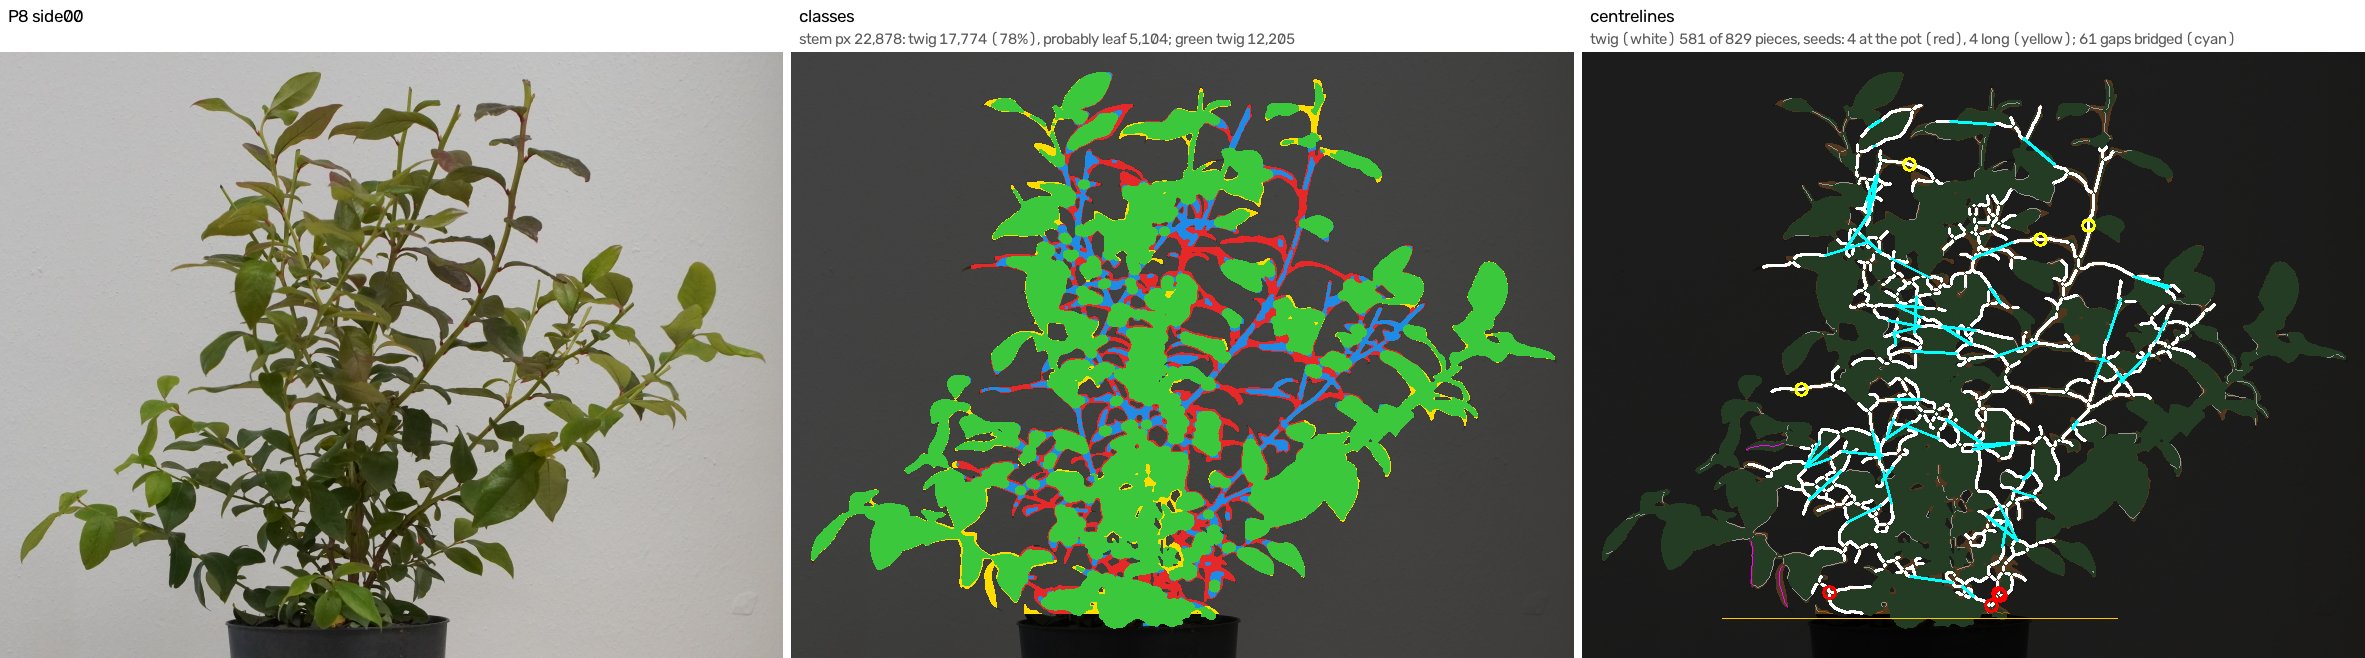 P8 side00
classes
stem px 22,878: twig 17,774 (78%), probably leaf 5,104; green twig 12,205
centrelines
twig (white) 581 of 829 pieces, seeds: 4 at the pot (red), 4 long (yellow); 61 gaps bridged (cyan)